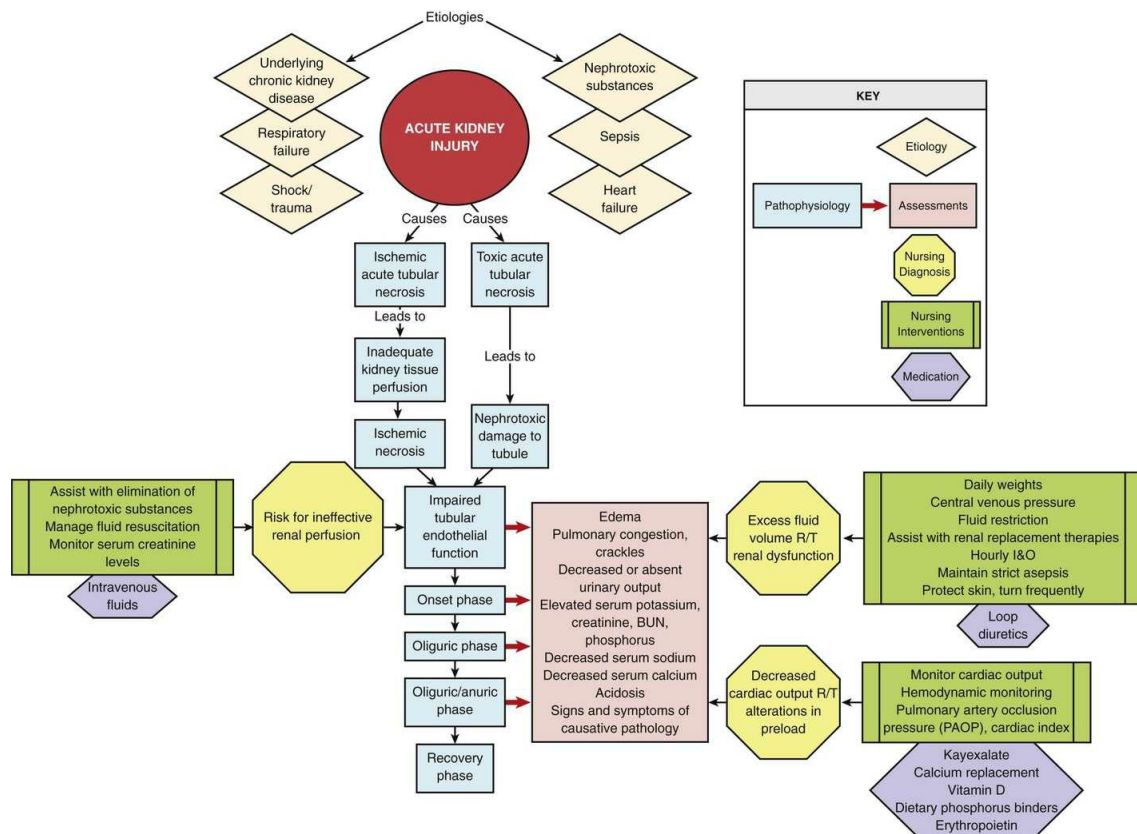 Etiologies
Underlying
chronic kidney
disease
Respiratory
failure
Shock/
trauma
ACUTE KIDNEY
INJURY
Nephrotoxic
substances
Sepsis
Heart
failure
KEY
Etiology
Pathophysiology
Assessments
Nursing
Diagnosis
Nursing
Interventions
Medication
Causes
Causes
Ischemic
acute tubular
necrosis
Toxic acute
tubular
necrosis
Leads to
Leads to
Inadequate
kidney tissue
perfusion
Ischemic
necrosis
Nephrotoxic
damage to
tubule
Assist with elimination of
nephrotoxic substances
Manage fluid resuscitation
Monitor serum creatinine
levels
Intravenous
fluids
Risk for ineffective
renal perfusion
Impaired
tubular
endothelial
function
Onset phase
Oliguric phase
Oliguric/anuric
phase
Recovery
phase
Edema
Pulmonary congestion,
crackles
Decreased or absent
urinary output
Elevated serum potassium,
creatinine, BUN,
phosphorus
Decreased serum sodium
Decreased serum calcium
Acidosis
Signs and symptoms of
causative pathology
Excess fluid
volume R/T
renal dysfunction
Daily weights
Central venous pressure
Fluid restriction
Assist with renal replacement therapies
Hourly I&O
Maintain strict asepsis
Protect skin, turn frequently
Loop
diuretics
Decreased
cardiac output R/T
alterations in
preload
Monitor cardiac output
Hemodynamic monitoring
Pulmonary artery occlusion
pressure (PAOP), cardiac index
Kayexalate
Calcium replacement
Vitamin D
Dietary phosphorus binders
Erythropoietin